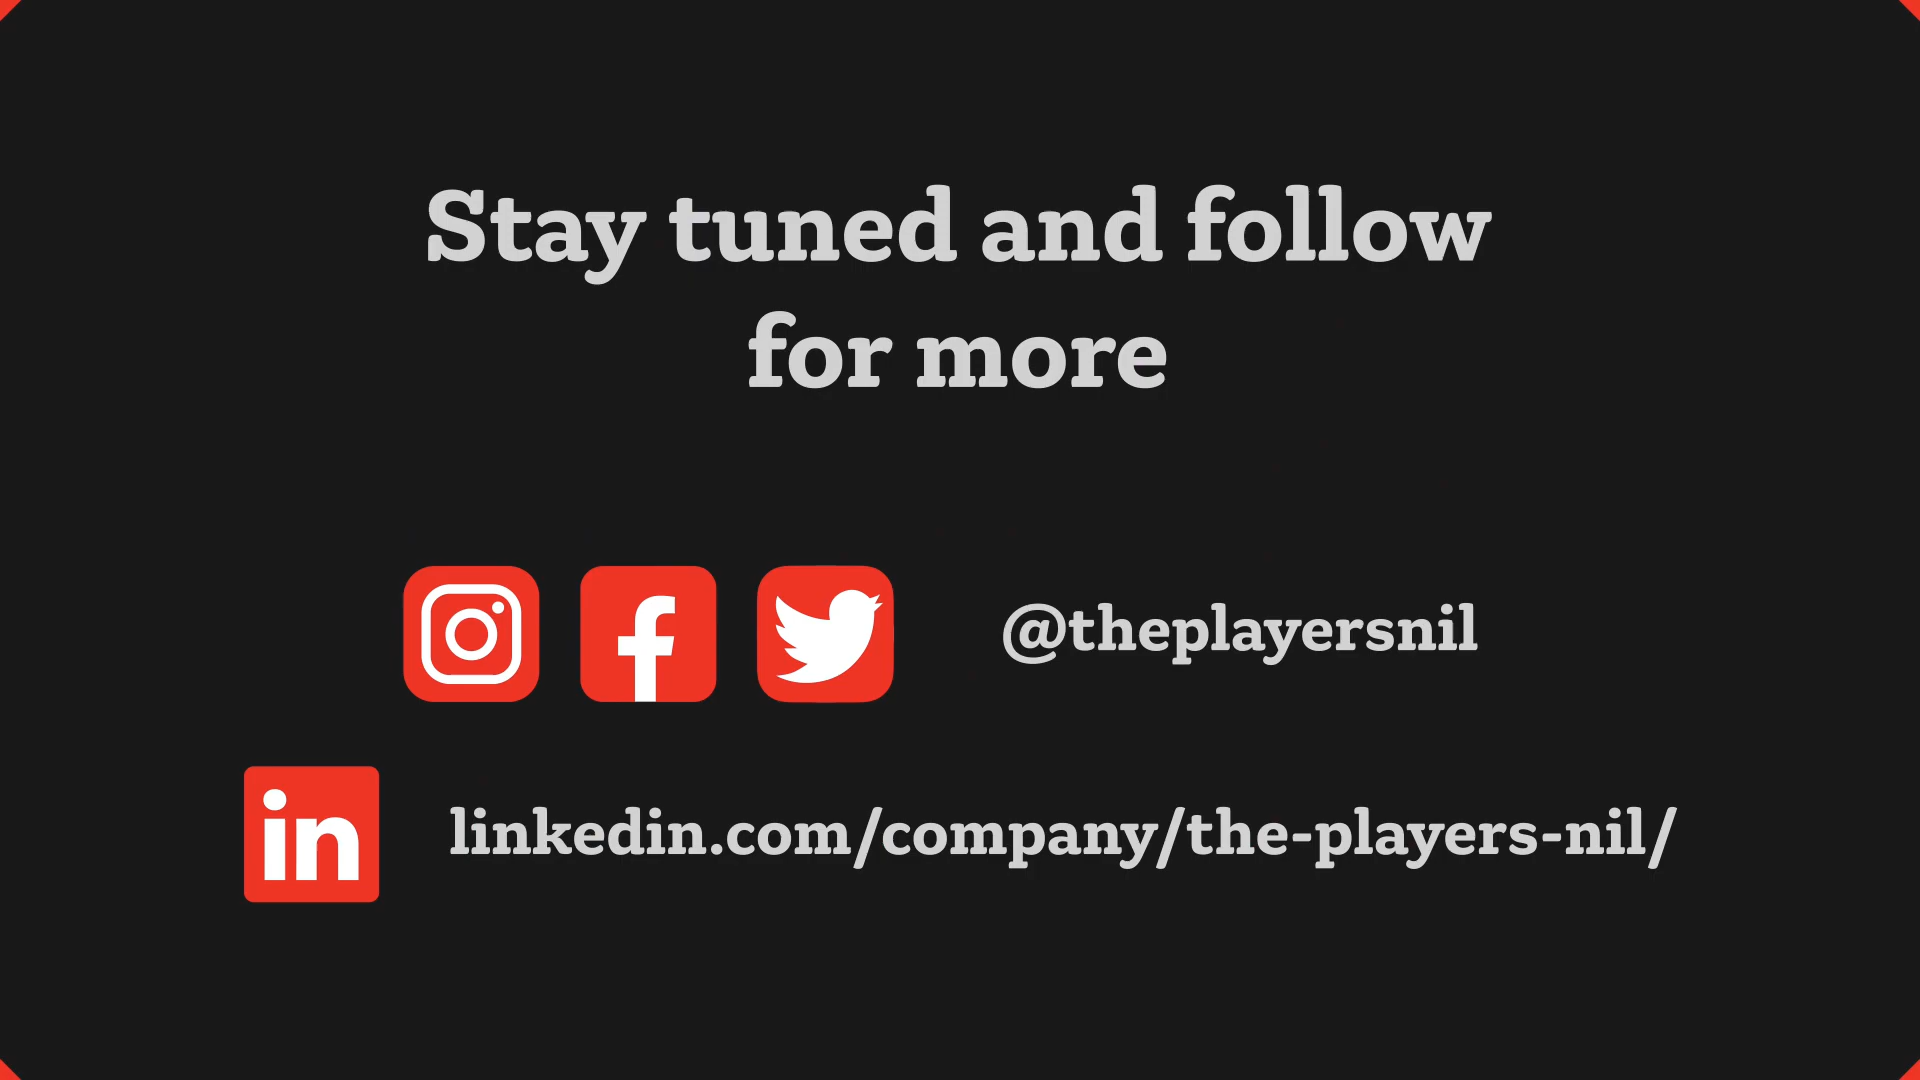 Stay tuned and follow
for more
@theplayersnil
linkedin.com/company/the-players-nil/